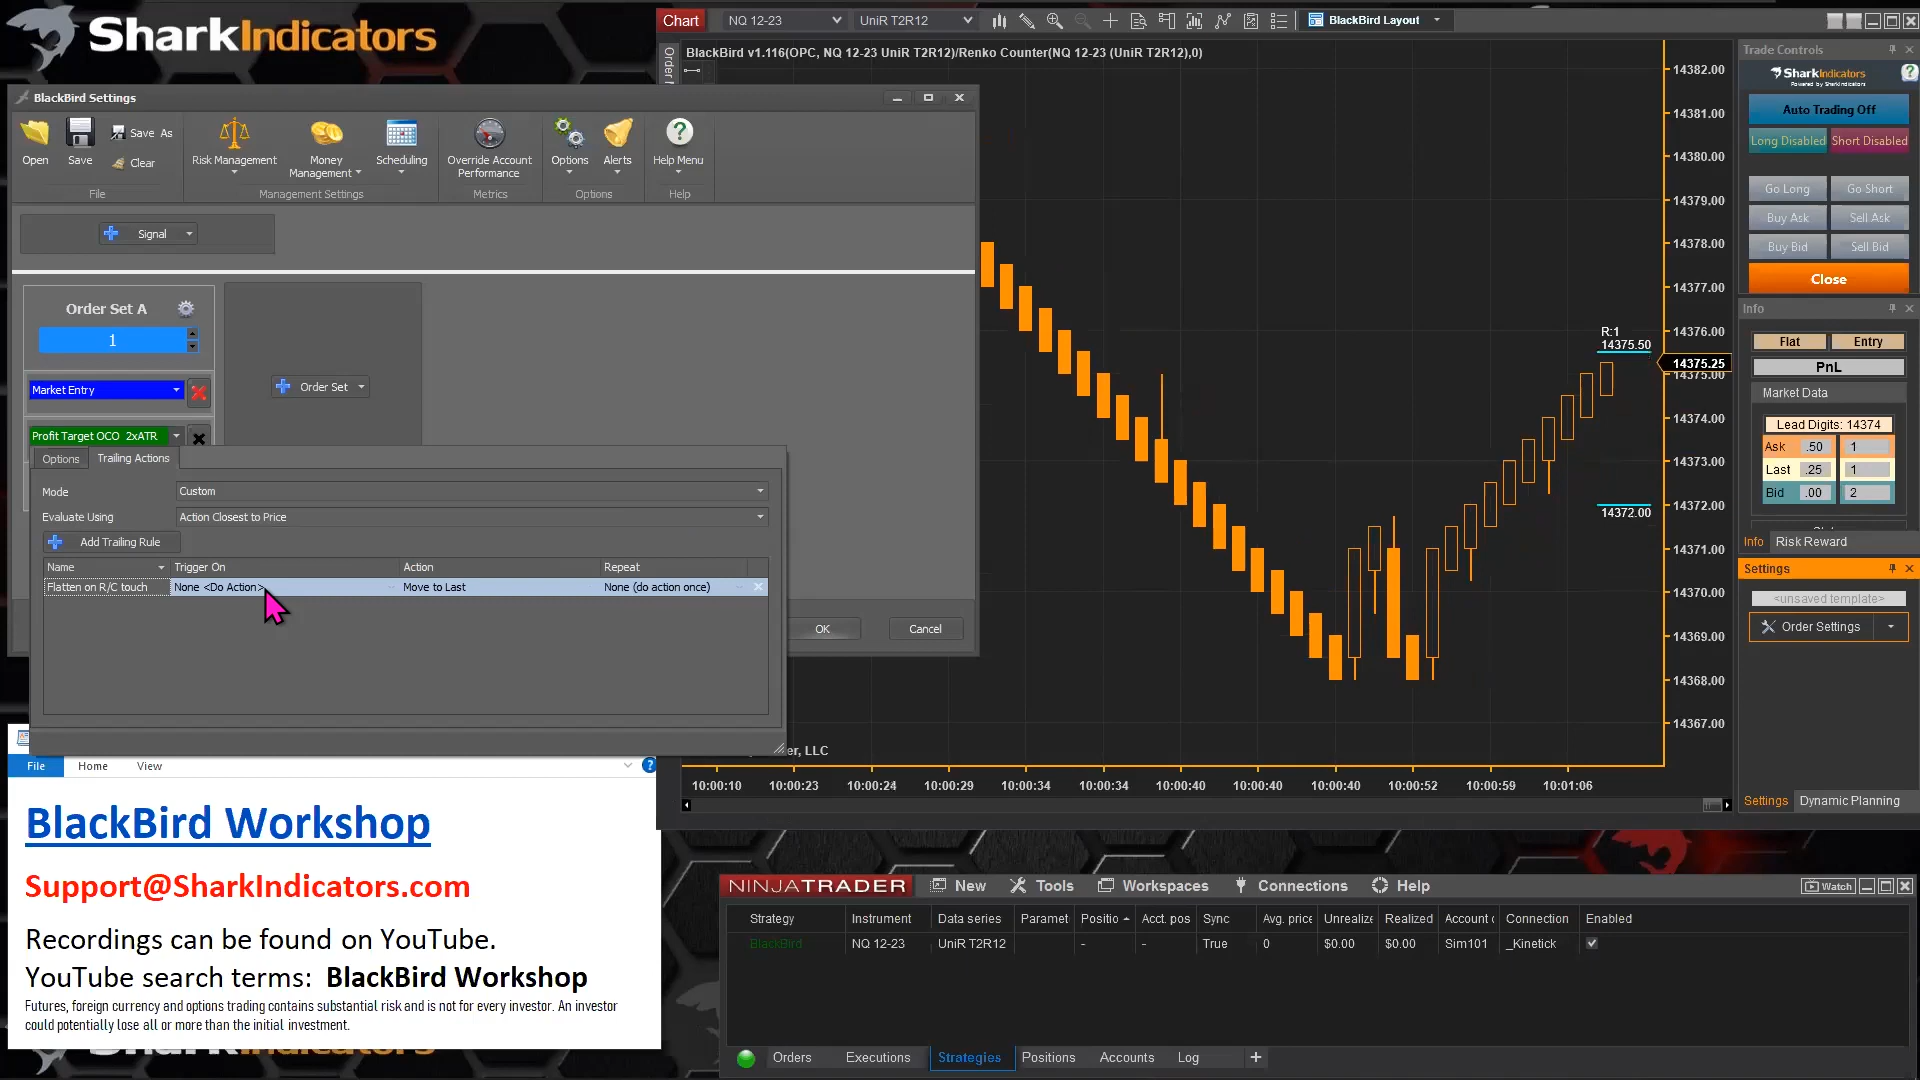 SharkIndicators
Chart
NQ 12-23
UniR T2R12
BlackBird Layout
BlackBird v1.116(OPC, NQ 12-23 UniR T2R12)/Renko Counter(NQ 12-23 (UniR T2R12),0)
BlackBird Settings
Open
Save
Save As
Clear
File
Risk Management
Money
Management
Scheduling
Management Settings
Override Account
Performance
Metrics
Options
Alerts
Options
Help Menu
Help
Signal
Order Set A
1
Market Entry
Profit Target OCO 2xATR
Order Set
Options
Trailing Actions
Mode
Custom
Evaluate Using
Action Closest to Price
Add Trailing Rule
Name
Trigger On
Action
Repeat
Flatten on R/C touch
None <Do Action>
Move to Last
None (do action once)
OK
Cancel
R:1
14375.50
14372.00
14382.00
14381.00
14380.00
14379.00
14378.00
14377.00
14376.00
14375.25
14375.00
14374.00
14373.00
14372.00
14371.00
14370.00
14369.00
14368.00
14367.00
er, LLC
10:00:10
10:00:23
10:00:24
10:00:29
10:00:34
10:00:34
10:00:40
10:00:40
10:00:40
10:00:52
10:00:59
10:01:06
Trade Controls
SharkIndicators
Powered by SharkIndicators
Auto Trading Off
Long Disabled
Short Disabled
Go Long
Go Short
Buy Ask
Sell Ask
Buy Bid
Sell Bid
Close
Info
Flat
Entry
PnL
Market Data
Lead Digits: 14374
Ask .50 1
Last .25 1
Bid .00 2
Info
Risk Reward
Settings
<unsaved template>
Order Settings
Settings
Dynamic Planning
File
Home
View
BlackBird Workshop
Support@SharkIndicators.com
Recordings can be found on YouTube.
YouTube search terms: BlackBird Workshop
Futures, foreign currency and options trading contains substantial risk and is not for every investor. An investor
could potentially lose all or more than the initial investment.
NINJATRADER
New
Tools
Workspaces
Connections
Help
Watch
Strategy
Instrument
Data series
Paramet
Positio
Acct. pos
Sync
Avg. price
Unrealize
Realized
Account
Connection
Enabled
BlackBird
NQ 12-23
UniR T2R12
-
-
True
0
$0.00
$0.00
Sim101
_Kinetick
Orders
Executions
Strategies
Positions
Accounts
Log
+